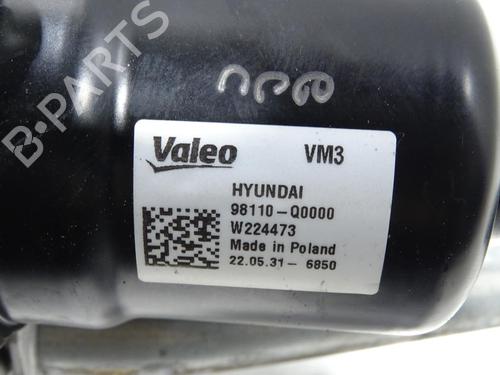 B-PARTS
Valeo VM3
HYUNDAI
98110-Q0000
W224473
Made in Poland
22.05.31- 6850